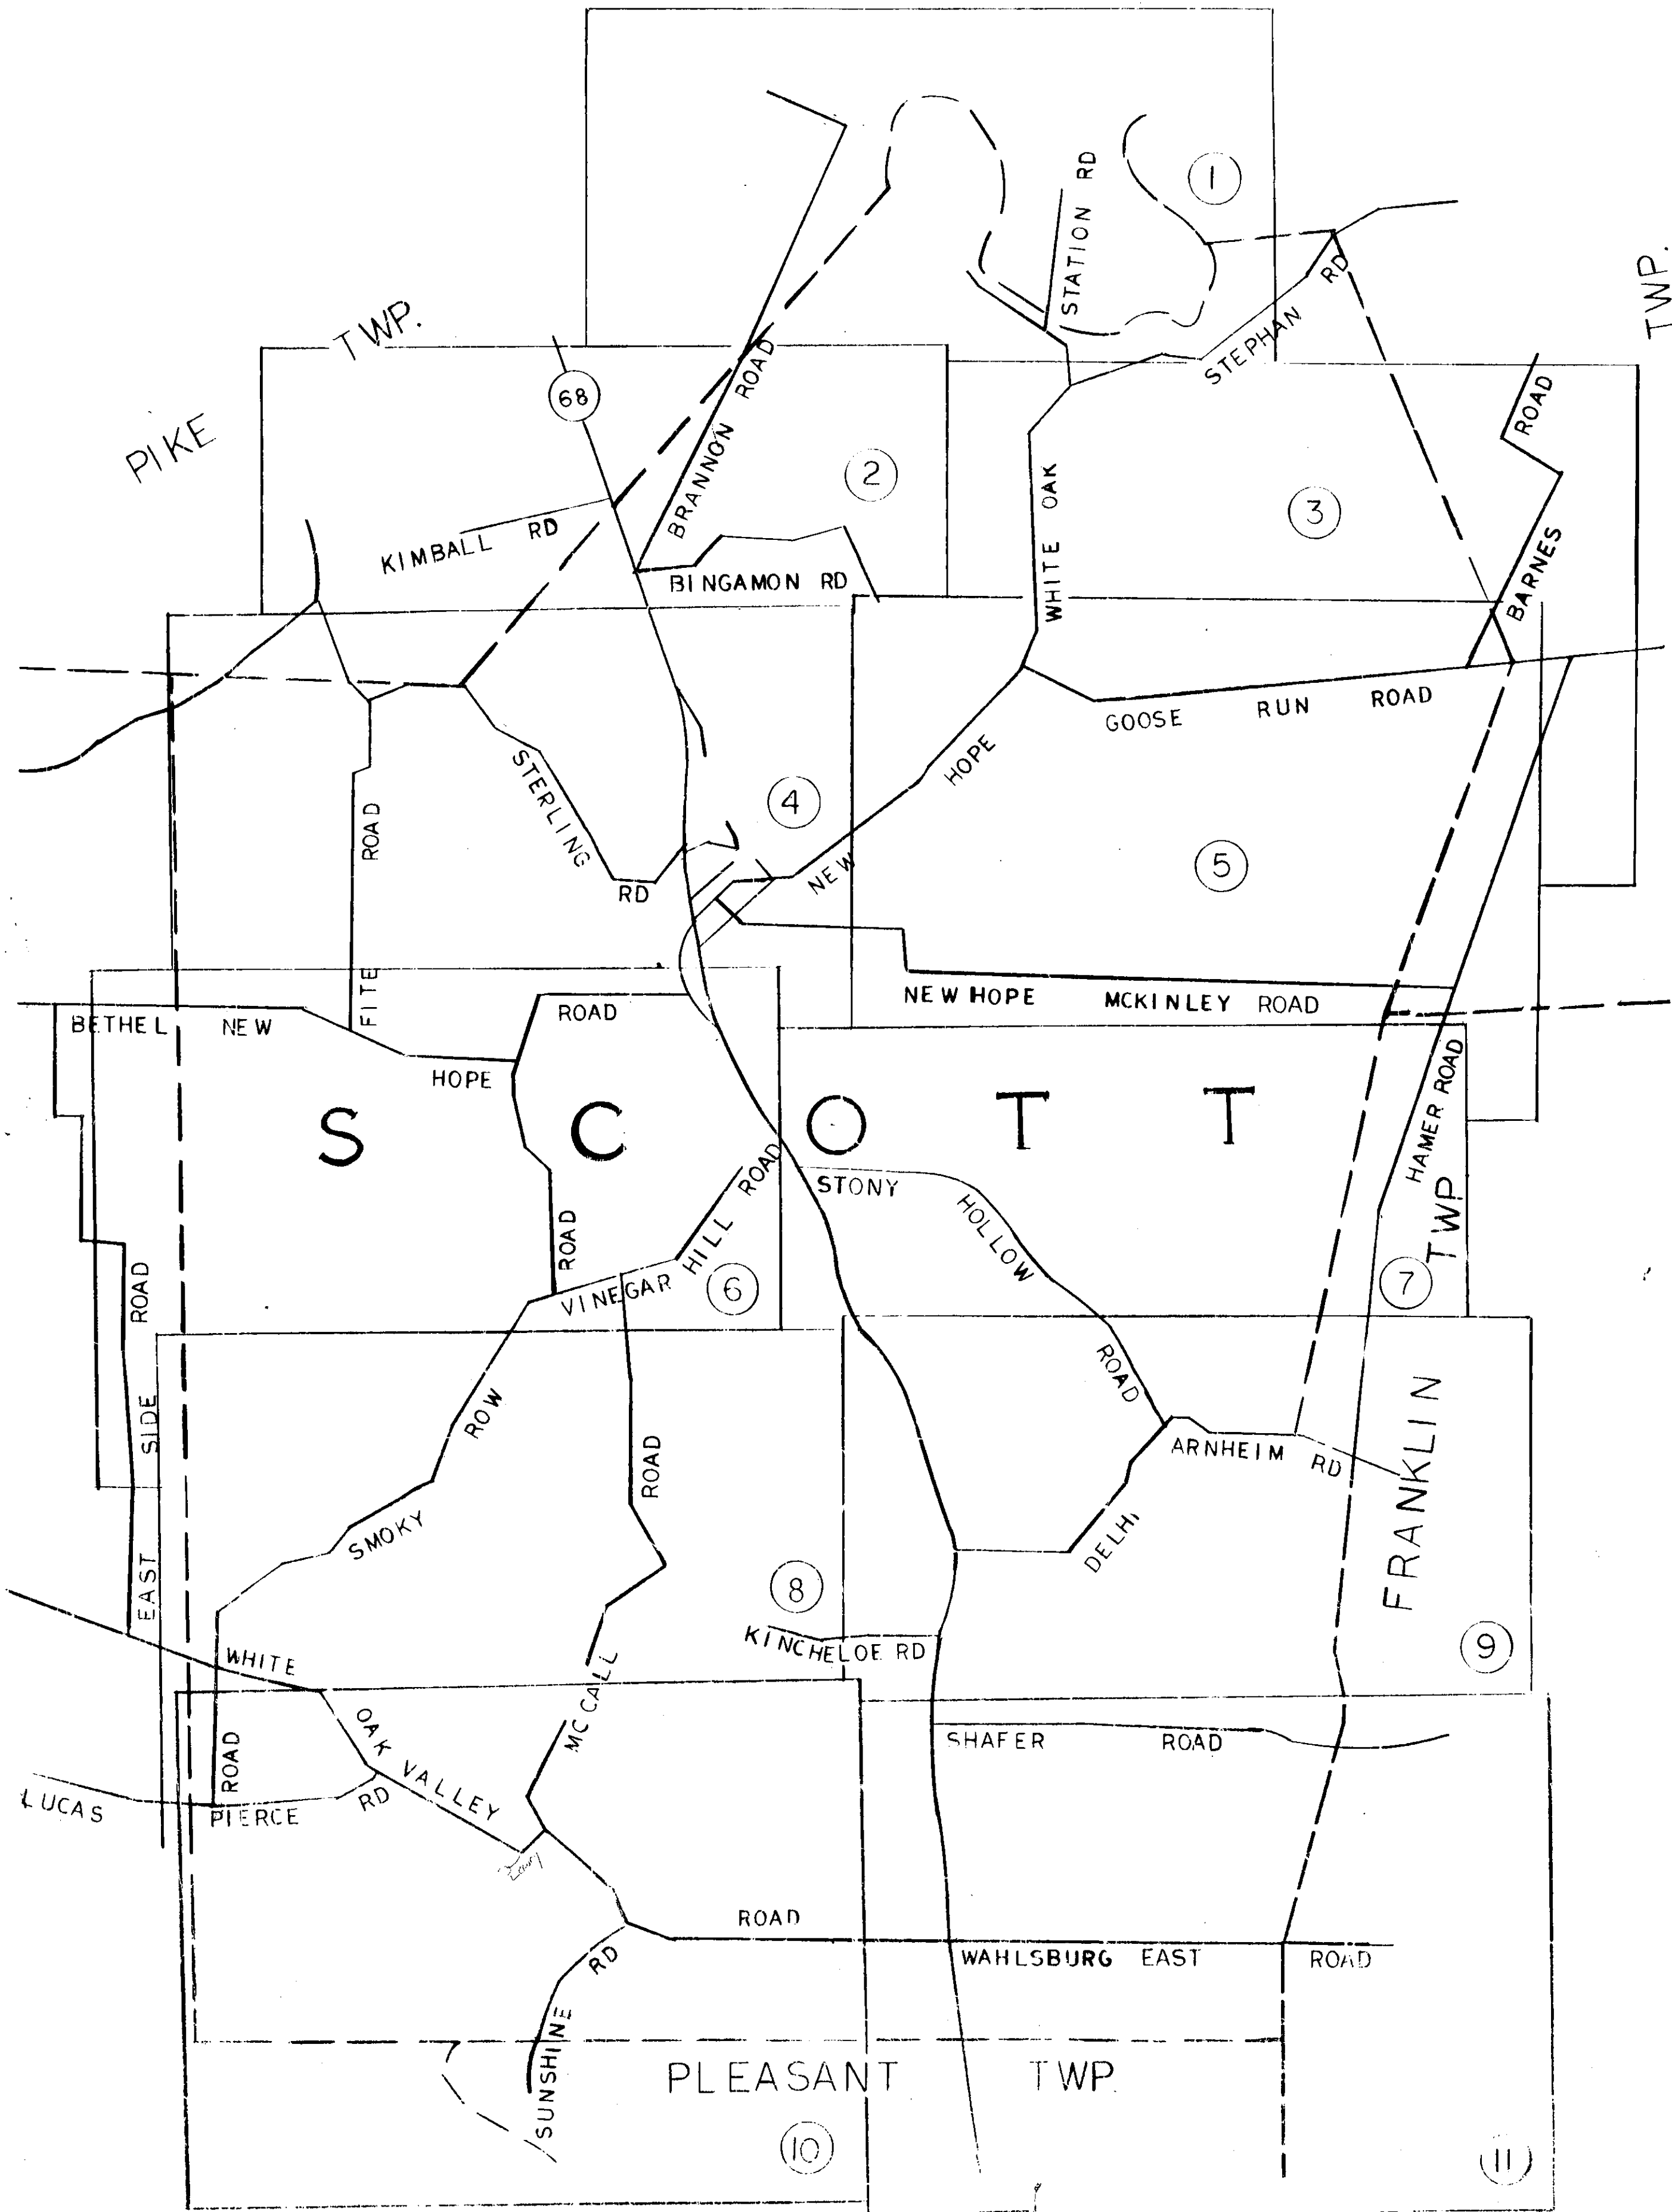 1
STATION RD
STEPHAN RD
TWP.
PIKE TWP.
68
BRANNON ROAD
2
KIMBALL RD
BINGAMON RD
WHITE OAK
3
BARNES ROAD
GOOSE RUN ROAD
NEW HOPE
STERLING RD
4
5
FITE ROAD
NEW HOPE MCKINLEY ROAD
BETHEL NEW HOPE ROAD
SCOTT
TWP
HAMER ROAD
STONY HOLLOW ROAD
ROAD
VINEGAR HILL ROAD
6
7
EAST SIDE ROAD
SMOKY ROW
ROAD
MC CALL ROAD
ARNHEIM RD
DELHI
FRANKLIN
8
KINCHELOE RD
9
WHITE OAK VALLEY ROAD
SHAFER ROAD
LUCAS PIERCE RD
WAHLSBURG EAST ROAD
SUNSHINE RD
PLEASANT TWP.
10
11